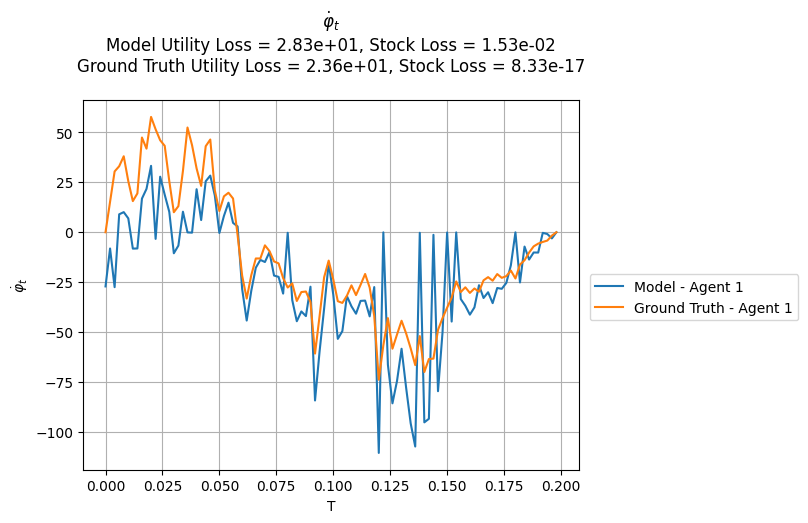 φ̇_t
Model Utility Loss = 2.83e+01, Stock Loss = 1.53e-02
Ground Truth Utility Loss = 2.36e+01, Stock Loss = 8.33e-17
50
25
0
−25
−50
−75
−100
φ̇_t
0.000 0.025 0.050 0.075 0.100 0.125 0.150 0.175 0.200
T
Model - Agent 1
Ground Truth - Agent 1